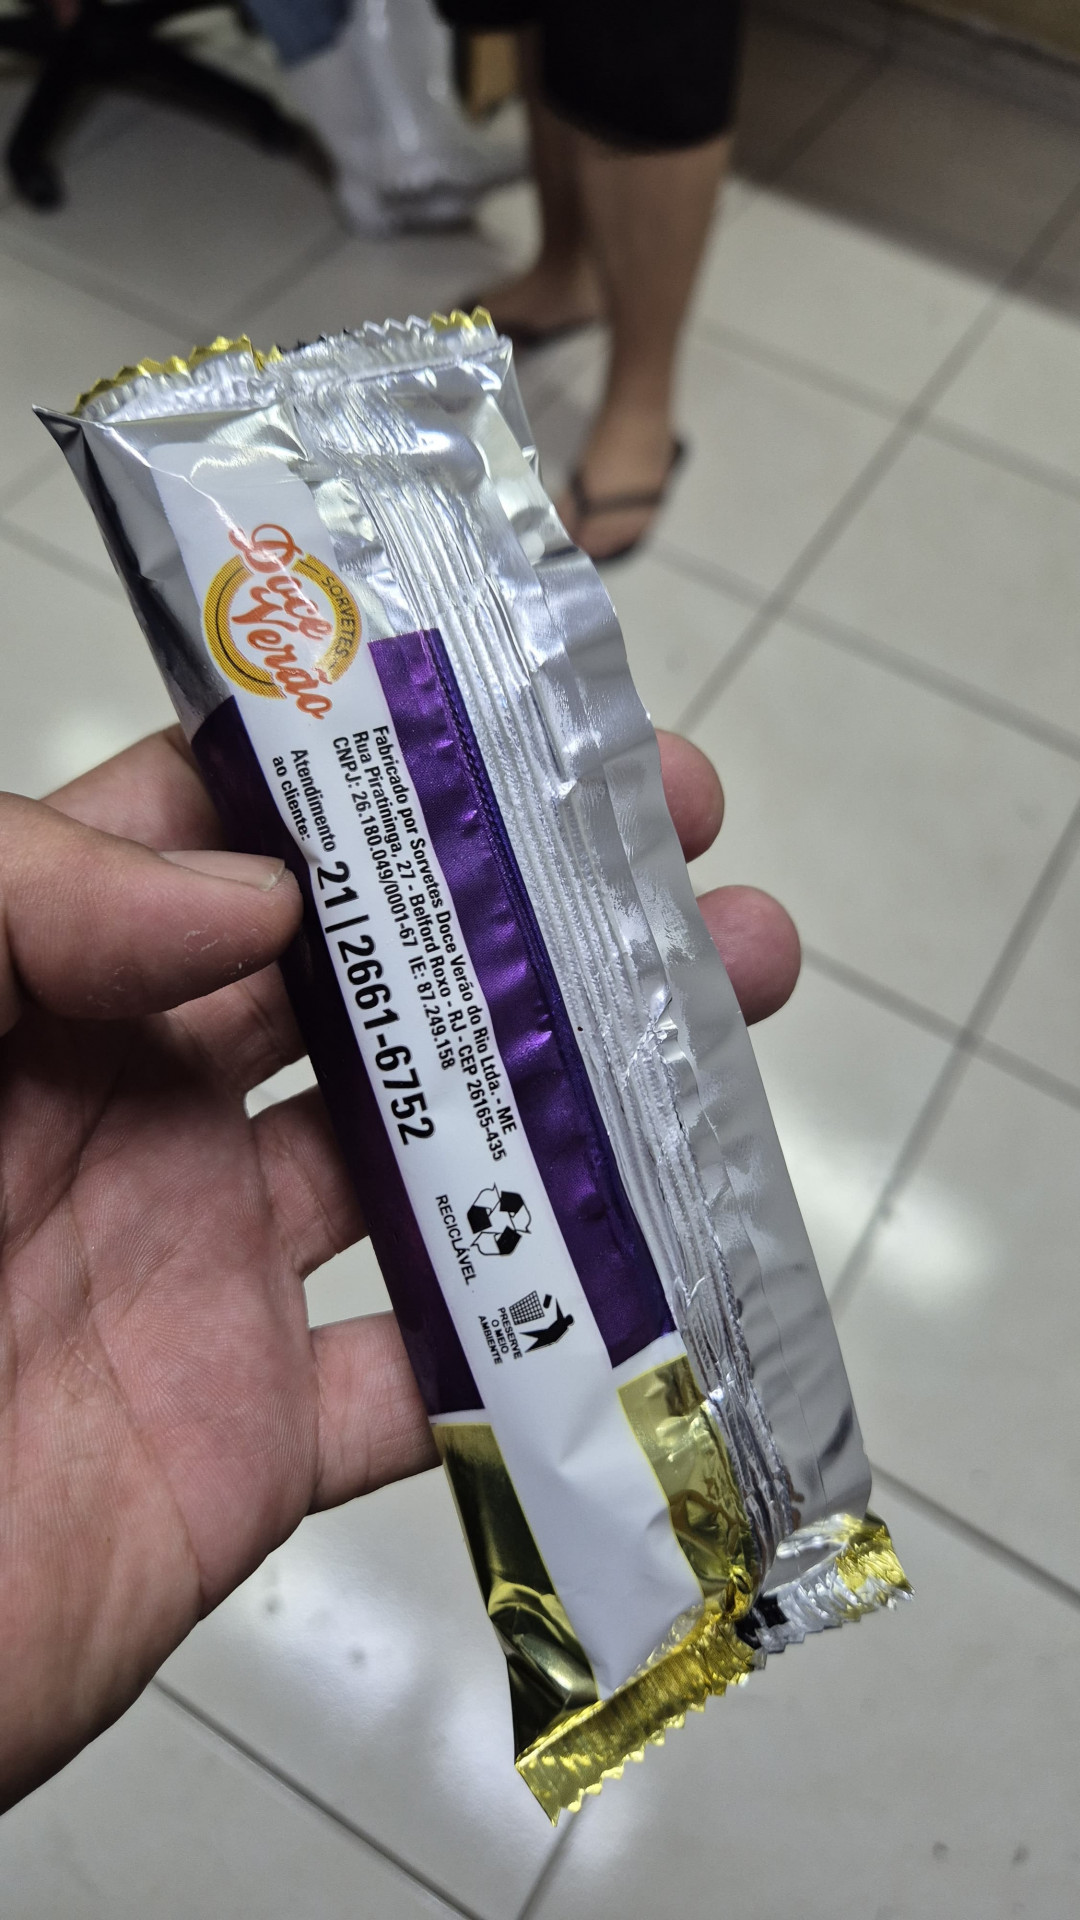 SORVETES
Doce
Verão
Fabricado por Sorvetes Doce Verão do Rio Ltda. - ME
Rua Piratininga, 27 - Belford Roxo - RJ - CEP 26165-435
CNPJ: 26.180.049/0001-67 IE: 87.249.158
Atendimento
ao cliente:
21 | 2661-6752
RECICLÁVEL
PRESERVE
O MEIO
AMBIENTE